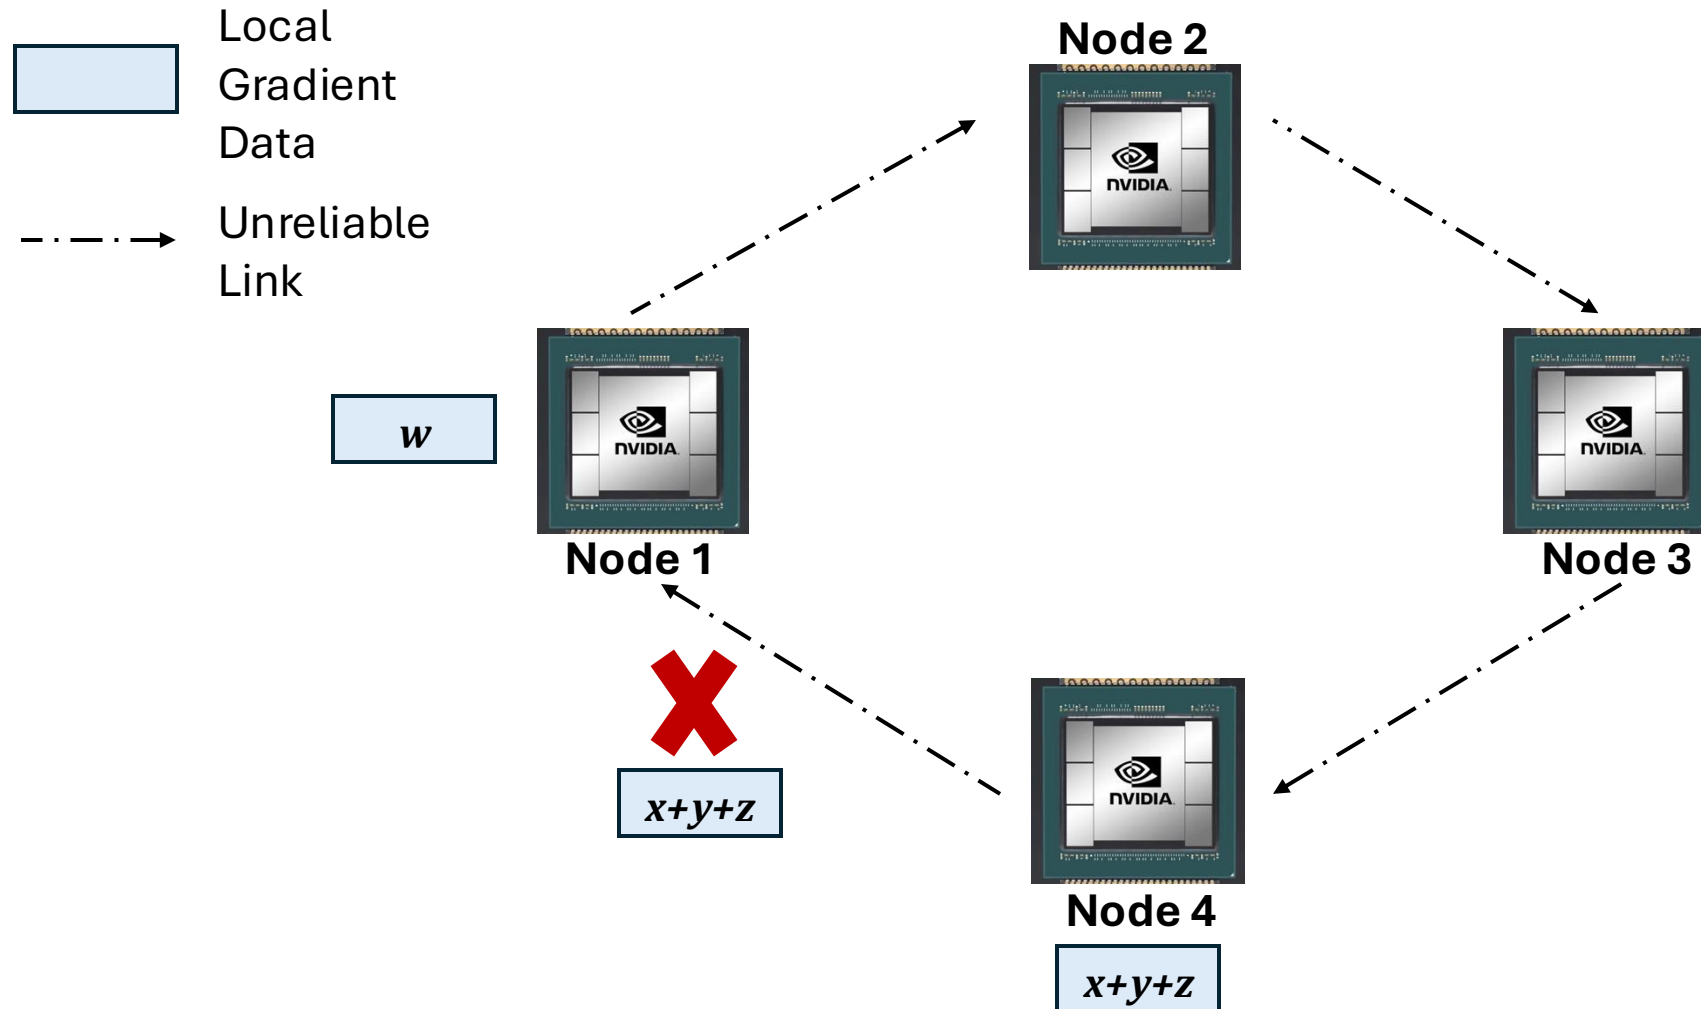 Local
Gradient
Data
Unreliable
Link
Node 2
NVIDIA
w
NVIDIA
Node 1
NVIDIA
Node 3
x+y+z
NVIDIA
Node 4
x+y+z